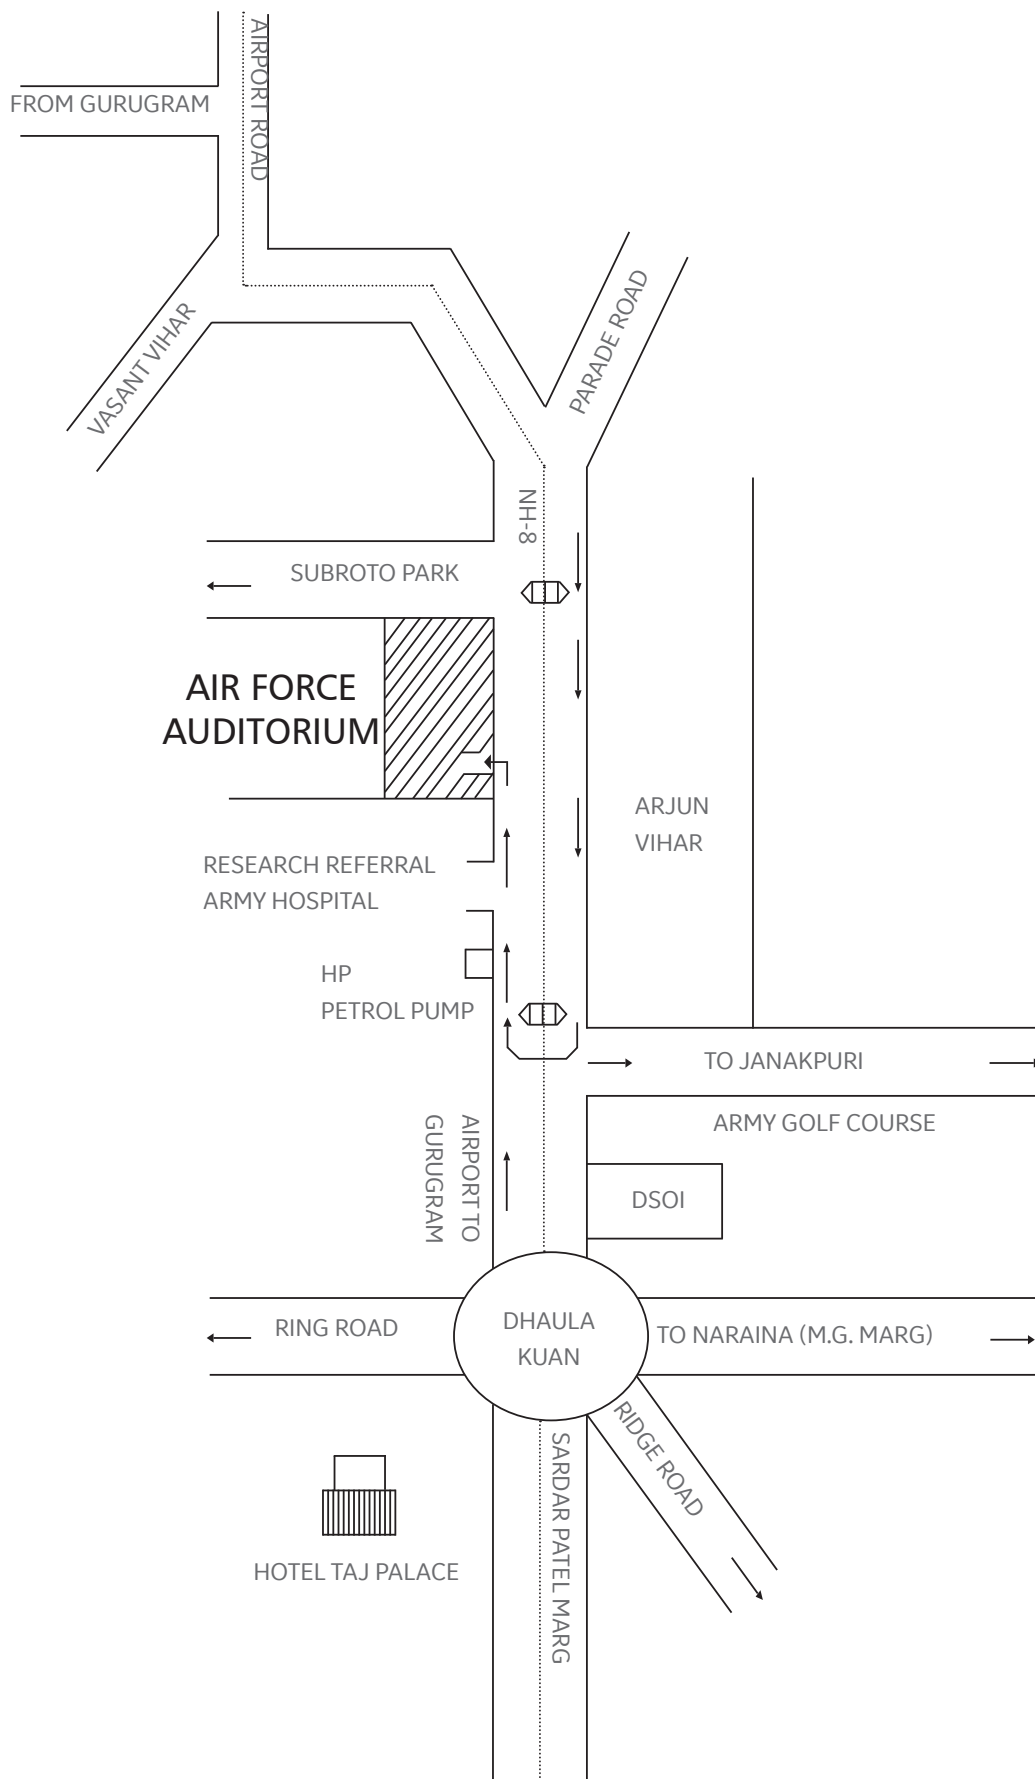 AIRPORT ROAD
FROM GURUGRAM
PARADE ROAD
VASANT VIHAR
NH-8
SUBROTO PARK
AIR FORCE
AUDITORIUM
ARJUN
VIHAR
RESEARCH REFERRAL
ARMY HOSPITAL
HP
PETROL PUMP
TO JANAKPURI
ARMY GOLF COURSE
AIRPORT TO
GURUGRAM
DSOI
RING ROAD
DHAULA
KUAN
TO NARAINA (M.G. MARG)
RIDGE ROAD
SARDAR PATEL MARG
HOTEL TAJ PALACE